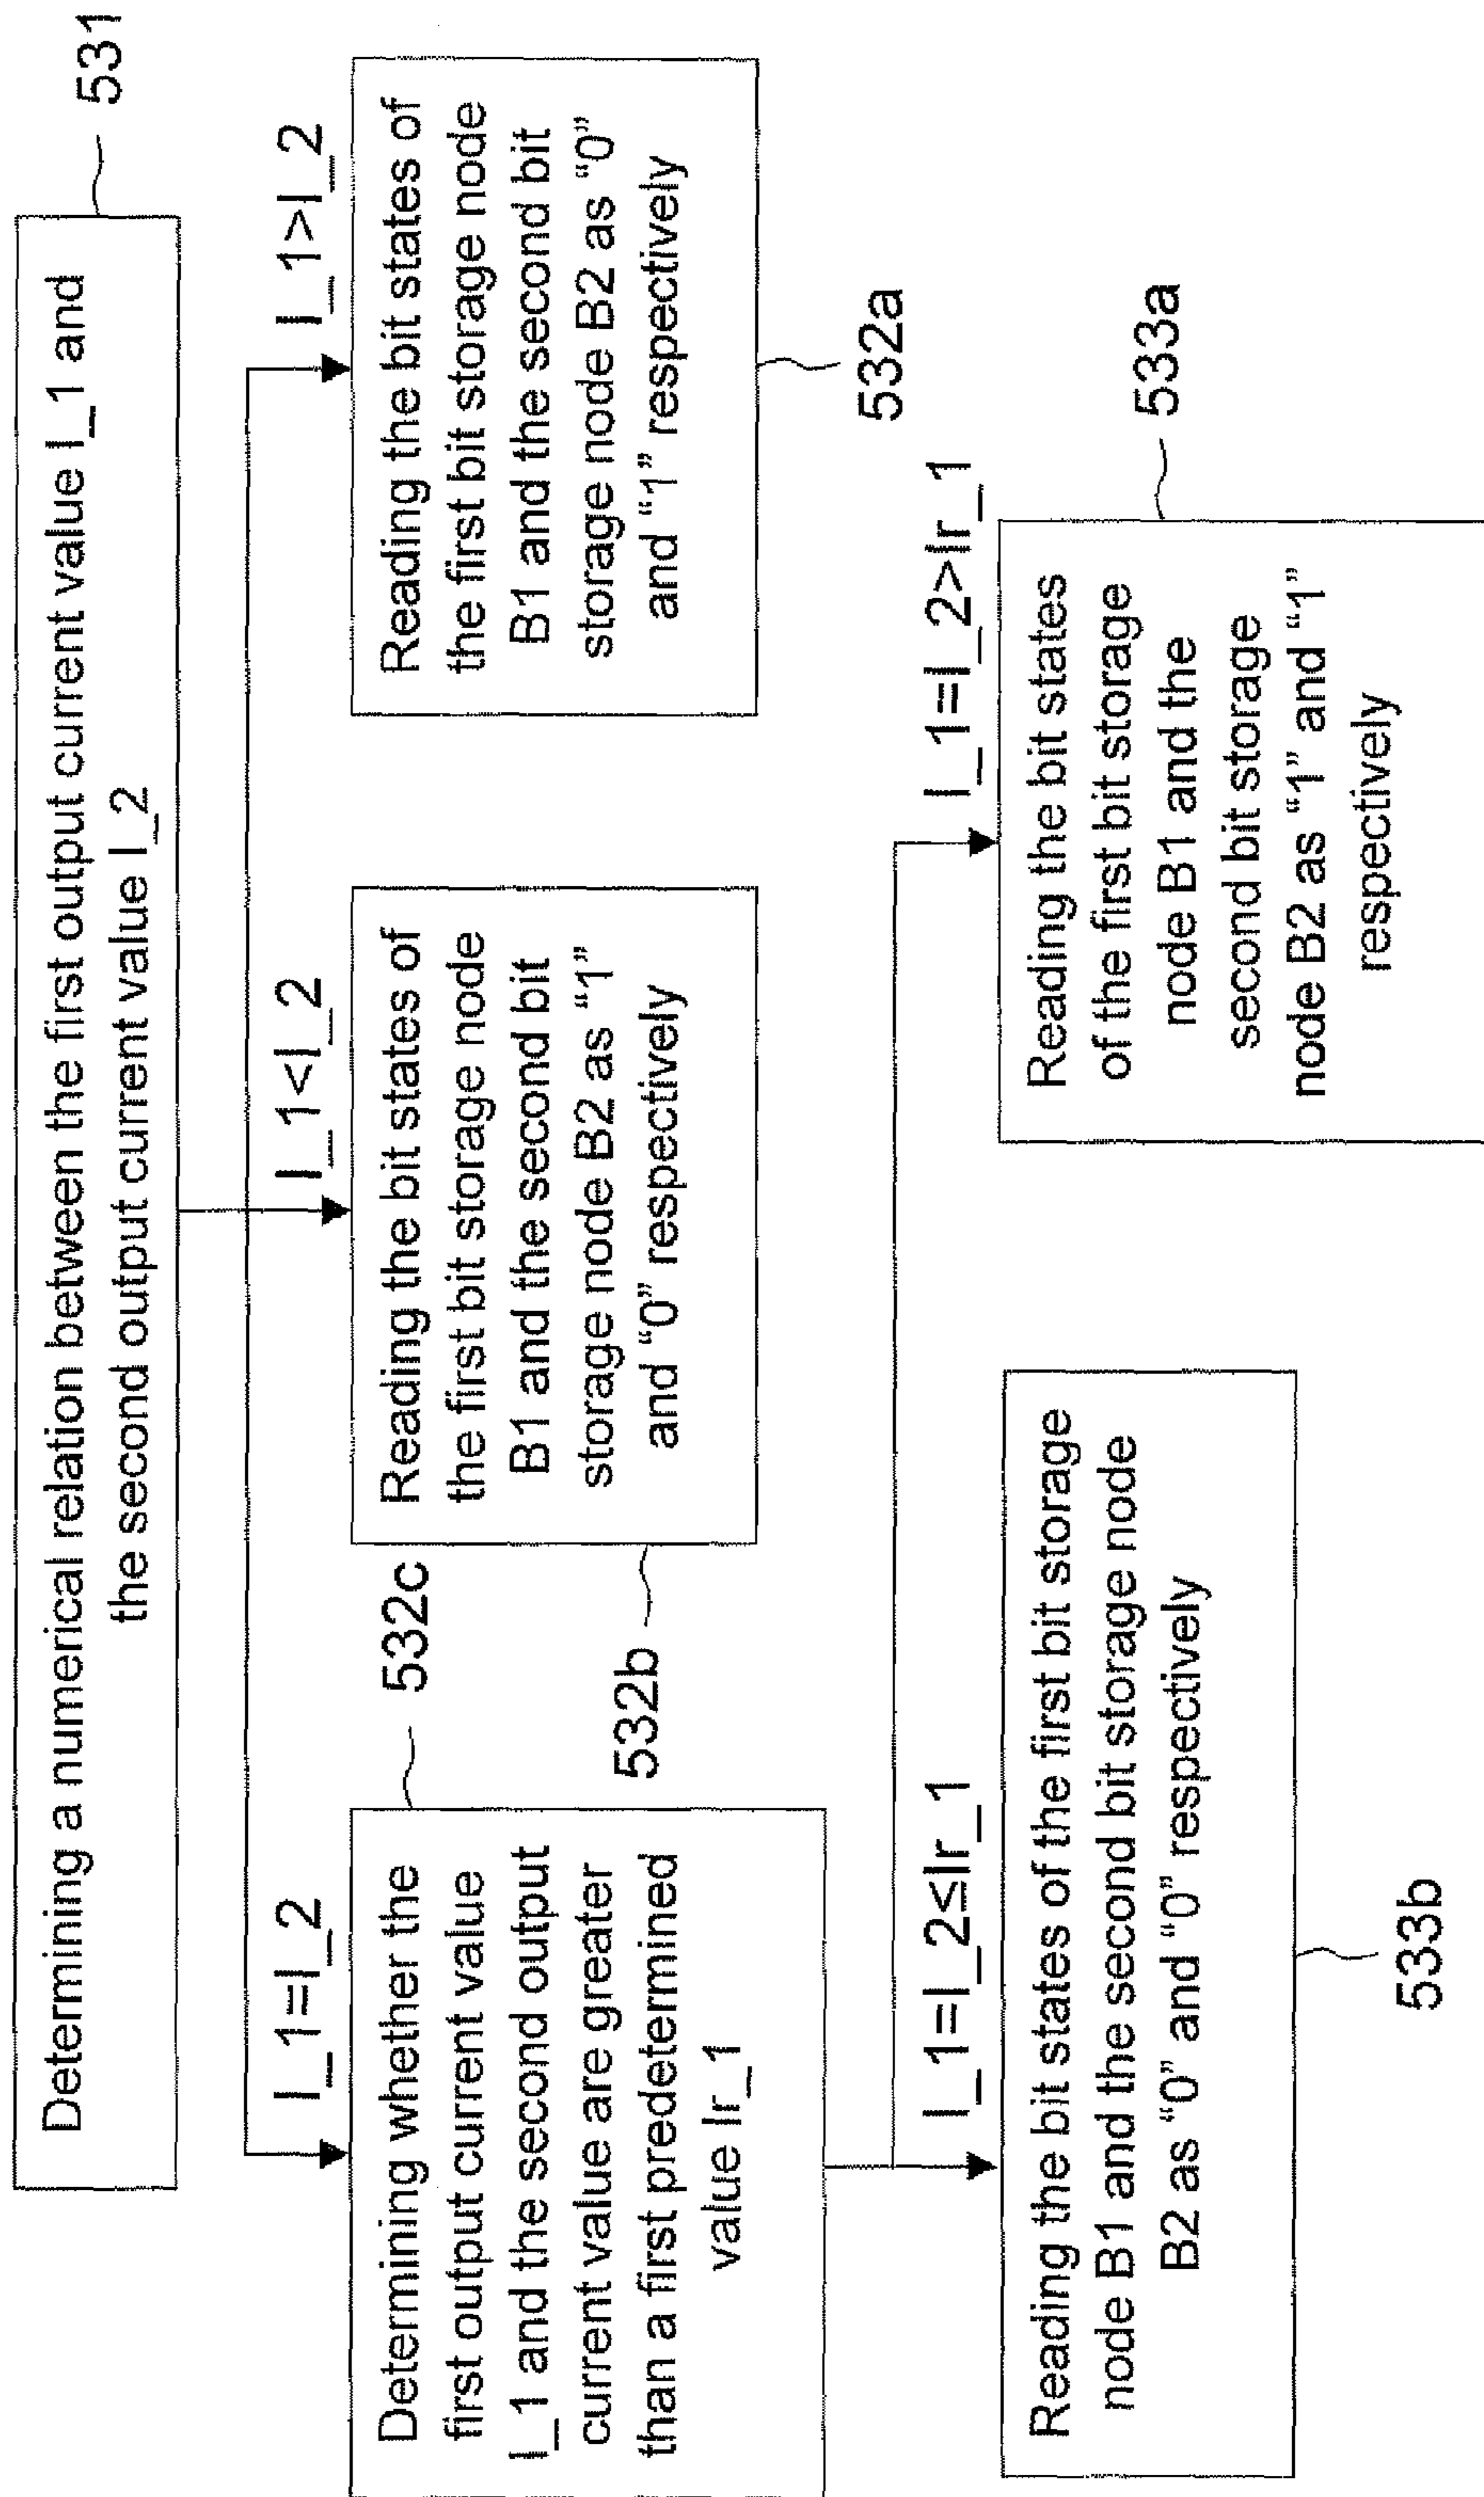 Determining a numerical relation between the first output current value I_1 and
the second output current value I_2
531
I_1=I_2
I_1<I_2
I_1>I_2
Determining whether the
first output current value
I_1 and the second output
current value are greater
than a first predetermined
value Ir_1
532c
Reading the bit states of
the first bit storage node
B1 and the second bit
storage node B2 as “1”
and “0” respectively
532b
Reading the bit states of
the first bit storage node
B1 and the second bit
storage node B2 as “0”
and “1” respectively
532a
I_1=I_2≤Ir_1
I_1=I_2>Ir_1
Reading the bit states of the first bit storage
node B1 and the second bit storage node
B2 as “0” and “0” respectively
533b
Reading the bit states
of the first bit storage
node B1 and the
second bit storage
node B2 as “1” and “1”
respectively
533a